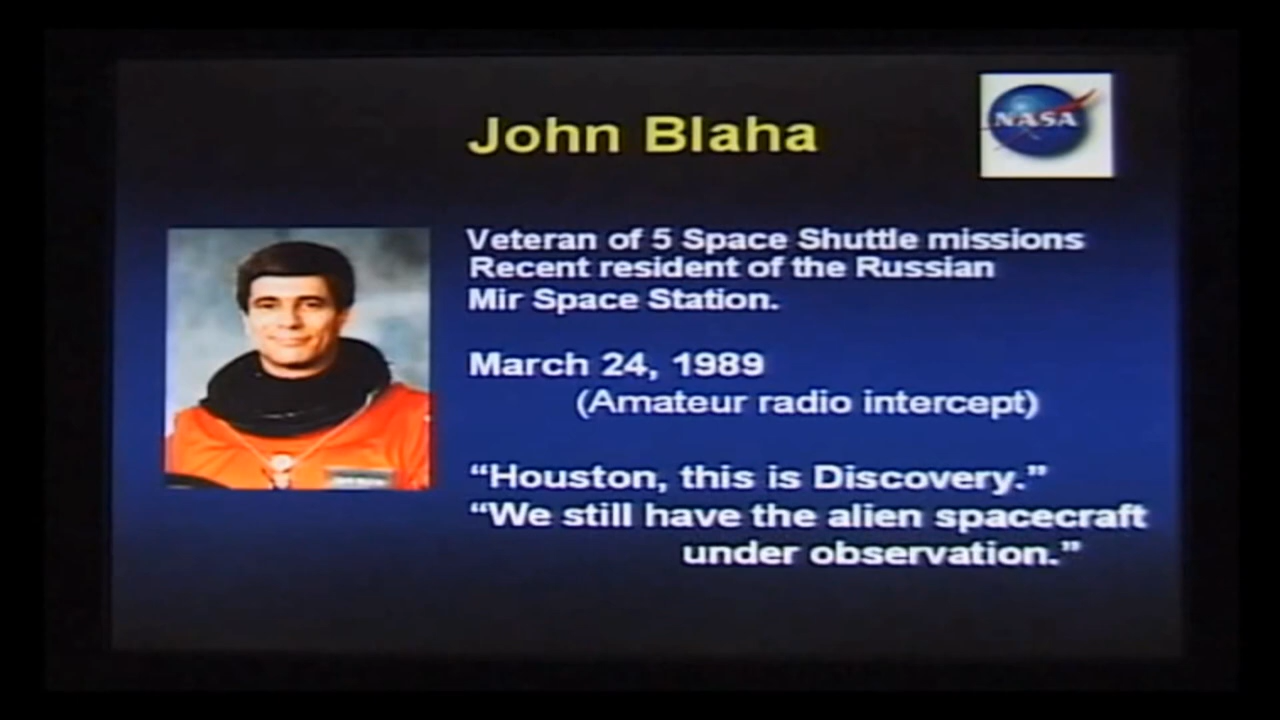 John Blaha
NASA
Veteran of 5 Space Shuttle missions
Recent resident of the Russian
Mir Space Station.
March 24, 1989
(Amateur radio intercept)
“Houston, this is Discovery.”
“We still have the alien spacecraft
under observation.”